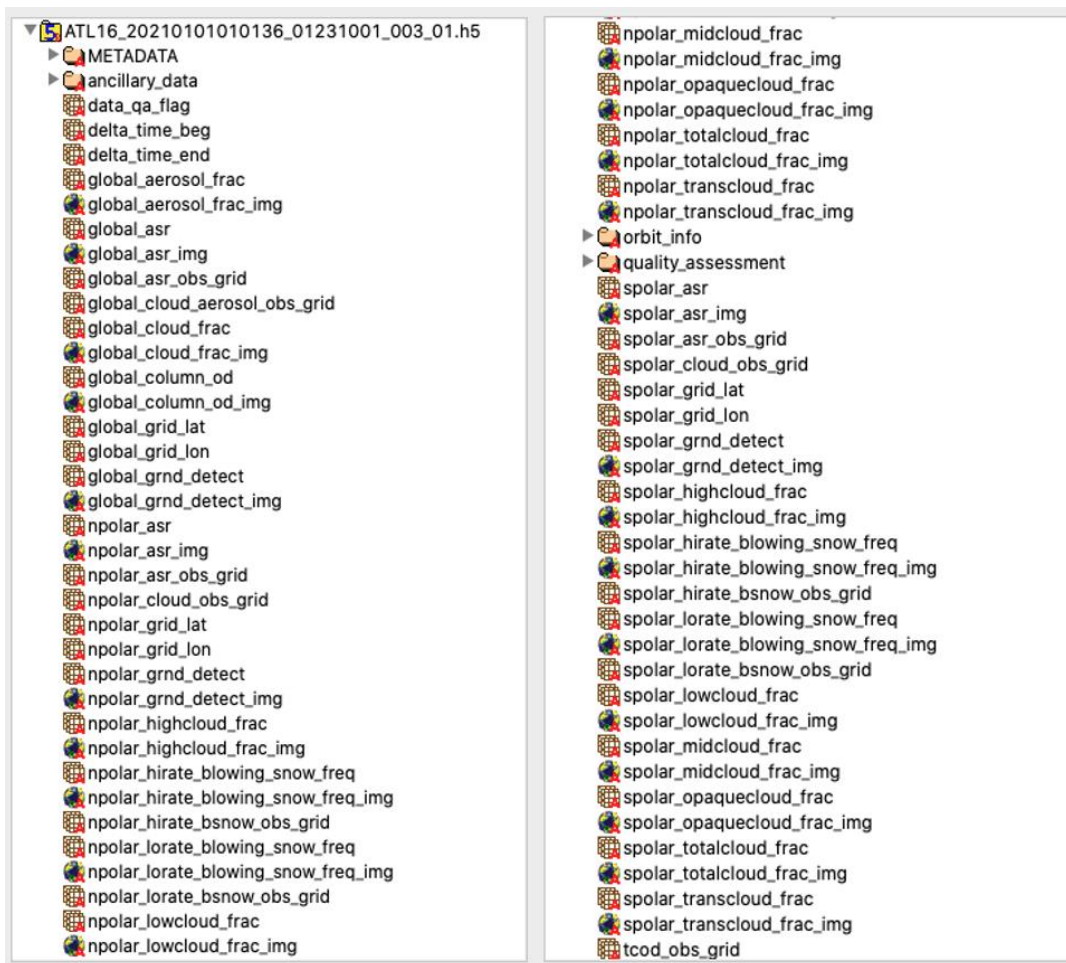 ATL16_20210101010136_01231001_003_01.h5
METADATA
ancillary_data
data_qa_flag
delta_time_beg
delta_time_end
global_aerosol_frac
global_aerosol_frac_img
global_asr
global_asr_img
global_asr_obs_grid
global_cloud_aerosol_obs_grid
global_cloud_frac
global_cloud_frac_img
global_column_od
global_column_od_img
global_grid_lat
global_grid_lon
global_grnd_detect
global_grnd_detect_img
npolar_asr
npolar_asr_img
npolar_asr_obs_grid
npolar_cloud_obs_grid
npolar_grid_lat
npolar_grid_lon
npolar_grnd_detect
npolar_grnd_detect_img
npolar_highcloud_frac
npolar_highcloud_frac_img
npolar_hirate_blowing_snow_freq
npolar_hirate_blowing_snow_freq_img
npolar_hirate_bsnow_obs_grid
npolar_lorate_blowing_snow_freq
npolar_lorate_blowing_snow_freq_img
npolar_lorate_bsnow_obs_grid
npolar_lowcloud_frac
npolar_lowcloud_frac_img
npolar_midcloud_frac
npolar_midcloud_frac_img
npolar_opaquecloud_frac
npolar_opaquecloud_frac_img
npolar_totalcloud_frac
npolar_totalcloud_frac_img
npolar_transcloud_frac
npolar_transcloud_frac_img
orbit_info
quality_assessment
spolar_asr
spolar_asr_img
spolar_asr_obs_grid
spolar_cloud_obs_grid
spolar_grid_lat
spolar_grid_lon
spolar_grnd_detect
spolar_grnd_detect_img
spolar_highcloud_frac
spolar_highcloud_frac_img
spolar_hirate_blowing_snow_freq
spolar_hirate_blowing_snow_freq_img
spolar_hirate_bsnow_obs_grid
spolar_lorate_blowing_snow_freq
spolar_lorate_blowing_snow_freq_img
spolar_lorate_bsnow_obs_grid
spolar_lowcloud_frac
spolar_lowcloud_frac_img
spolar_midcloud_frac
spolar_midcloud_frac_img
spolar_opaquecloud_frac
spolar_opaquecloud_frac_img
spolar_totalcloud_frac
spolar_totalcloud_frac_img
spolar_transcloud_frac
spolar_transcloud_frac_img
tcod_obs_grid